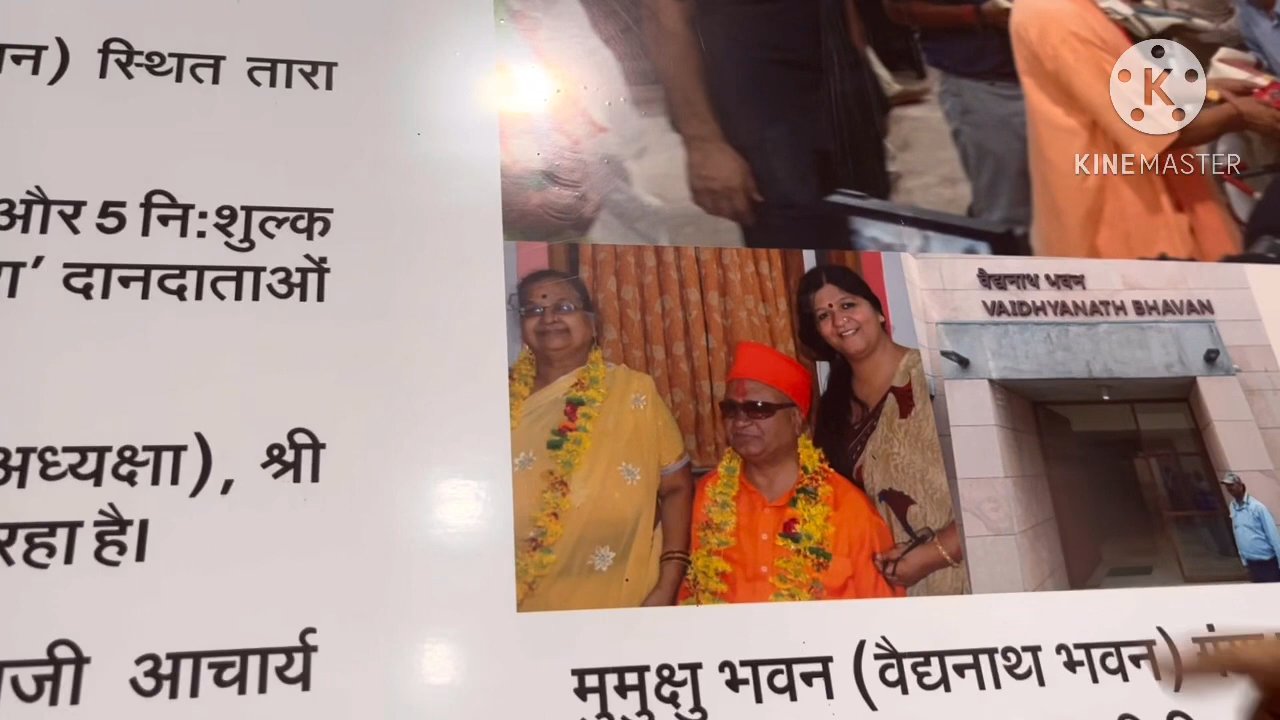 स्थित तारा
और 5 नि:शुल्क
दानदाताओं
अध्यक्षा), श्री
रहा है।
आचार्य
KINEMASTER
वैद्यनाथ भवन
VAIDHYANATH BHAVAN
मुमुक्षु भवन (वैद्यनाथ भवन)